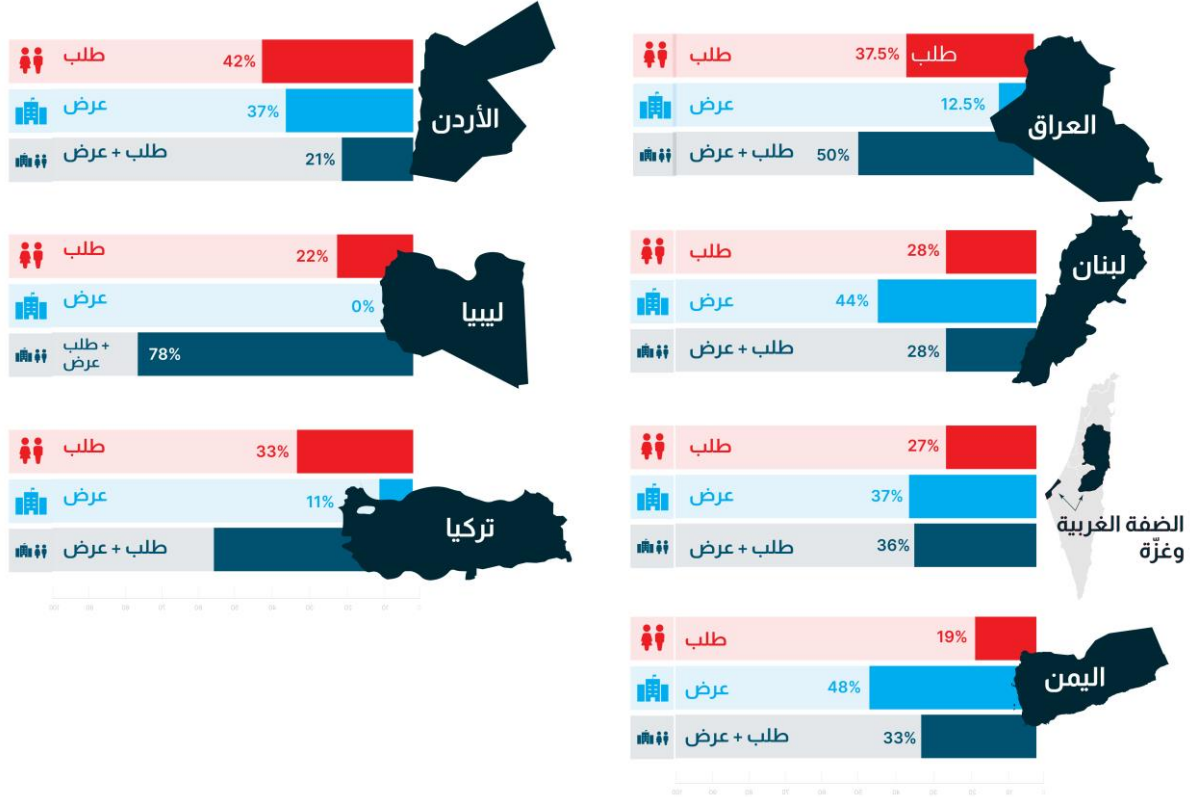 طلب 42%
عرض 37%
طلب + عرض 21%
الأردن
طلب 37.5% طلب
عرض 12.5%
طلب + عرض 50%
العراق
طلب 22%
عرض 0%
طلب +
عرض
78%
ليبيا
طلب 28%
عرض 44%
طلب + عرض 28%
لبنان
طلب 33%
عرض 11%
طلب + عرض
تركيا
طلب 27%
عرض 37%
طلب + عرض 36%
الضفة الغربية
وغزّة
طلب 19%
عرض 48%
طلب + عرض 33%
اليمن